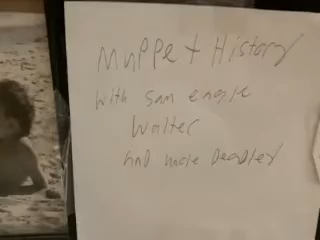 Muppet History
with Sam eagle
Walter
And more Deadley